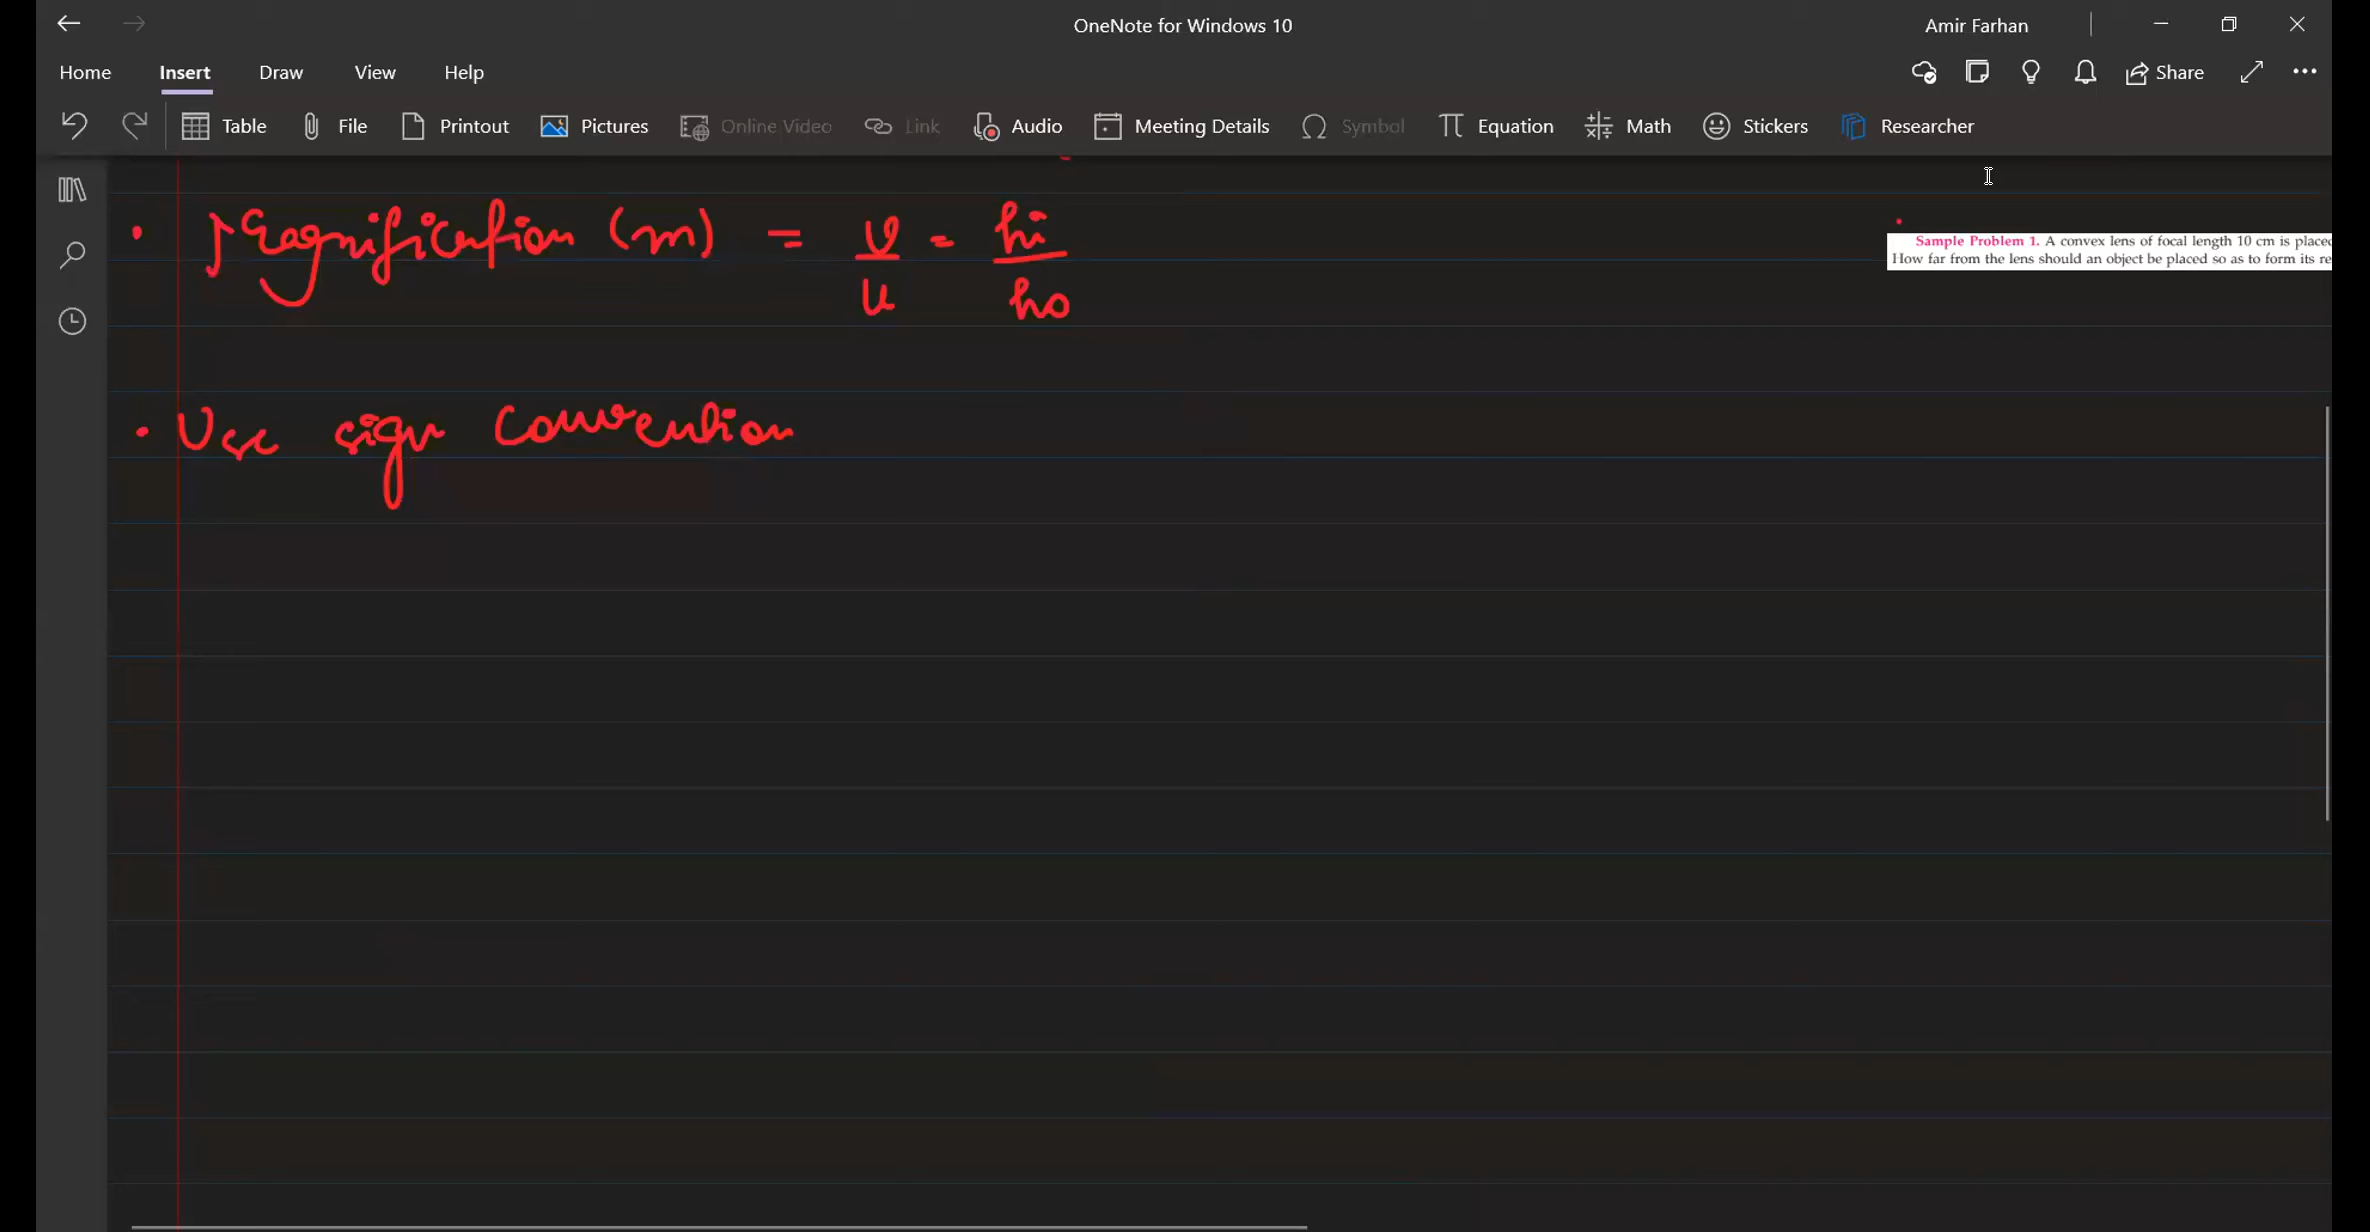 OneNote for Windows 10
Amir Farhan
Home Insert Draw View Help Share
Table File Printout Pictures Online Video Link Audio Meeting Details Symbol Equation Math Stickers Researcher
• Magnification (m) = v/u = hi/ho
Sample Problem 1. A convex lens of focal length 10 cm is placed
How far from the lens should an object be placed so as to form its re
• Use sign Convention